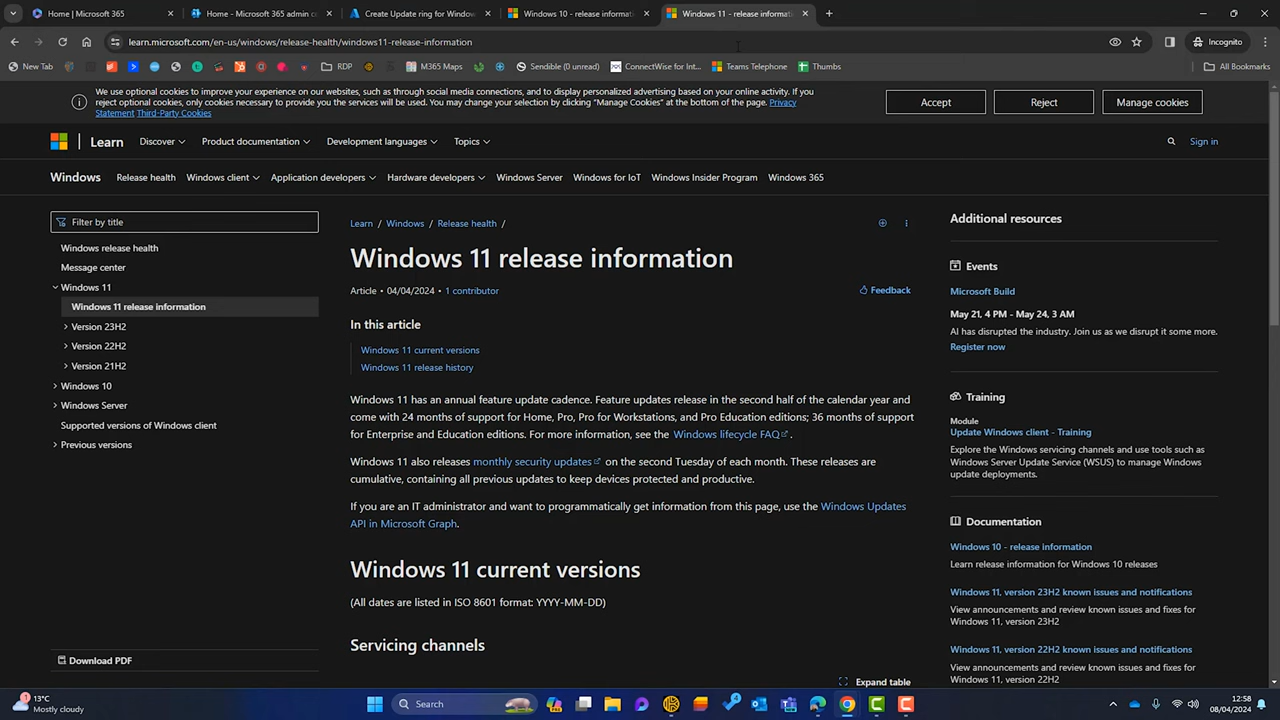 Home | Microsoft 365
Home - Microsoft 365 admin c
Create Update ring for Window
Windows 10 - release informati
Windows 11 - release informati
learn.microsoft.com/en-us/windows/release-health/windows11-release-information
Incognito
New Tab
RDP
M365 Maps
Sendible (0 unread)
ConnectWise for Int...
Teams Telephone
Thumbs
All Bookmarks
We use optional cookies to improve your experience on our websites, such as through social media connections, and to display personalized advertising based on your online activity. If you
reject optional cookies, only cookies necessary to provide you the services will be used. You may change your selection by clicking "Manage Cookies" at the bottom of the page. Privacy
Statement Third-Party Cookies
Accept
Reject
Manage cookies
Learn
Discover
Product documentation
Development languages
Topics
Sign in
Windows
Release health
Windows client
Application developers
Hardware developers
Windows Server
Windows for IoT
Windows Insider Program
Windows 365
Filter by title
Windows release health
Message center
Windows 11
Windows 11 release information
Version 23H2
Version 22H2
Version 21H2
Windows 10
Windows Server
Supported versions of Windows client
Previous versions
Download PDF
Learn / Windows / Release health /
Windows 11 release information
Article • 04/04/2024 • 1 contributor
Feedback
In this article
Windows 11 current versions
Windows 11 release history
Windows 11 has an annual feature update cadence. Feature updates release in the second half of the calendar year and
come with 24 months of support for Home, Pro, Pro for Workstations, and Pro Education editions; 36 months of support
for Enterprise and Education editions. For more information, see the Windows lifecycle FAQ.
Windows 11 also releases monthly security updates on the second Tuesday of each month. These releases are
cumulative, containing all previous updates to keep devices protected and productive.
If you are an IT administrator and want to programmatically get information from this page, use the Windows Updates
API in Microsoft Graph.
Windows 11 current versions
(All dates are listed in ISO 8601 format: YYYY-MM-DD)
Servicing channels
Expand table
Additional resources
Events
Microsoft Build
May 21, 4 PM - May 24, 3 AM
AI has disrupted the industry. Join us as we disrupt it some more.
Register now
Training
Module
Update Windows client - Training
Explore the Windows servicing channels and use tools such as
Windows Server Update Service (WSUS) to manage Windows
update deployments.
Documentation
Windows 10 - release information
Learn release information for Windows 10 releases
Windows 11, version 23H2 known issues and notifications
View announcements and review known issues and fixes for
Windows 11, version 23H2
Windows 11, version 22H2 known issues and notifications
View announcements and review known issues and fixes for
Windows 11, version 22H2
13°C
Mostly cloudy
Search
12:58
08/04/2024